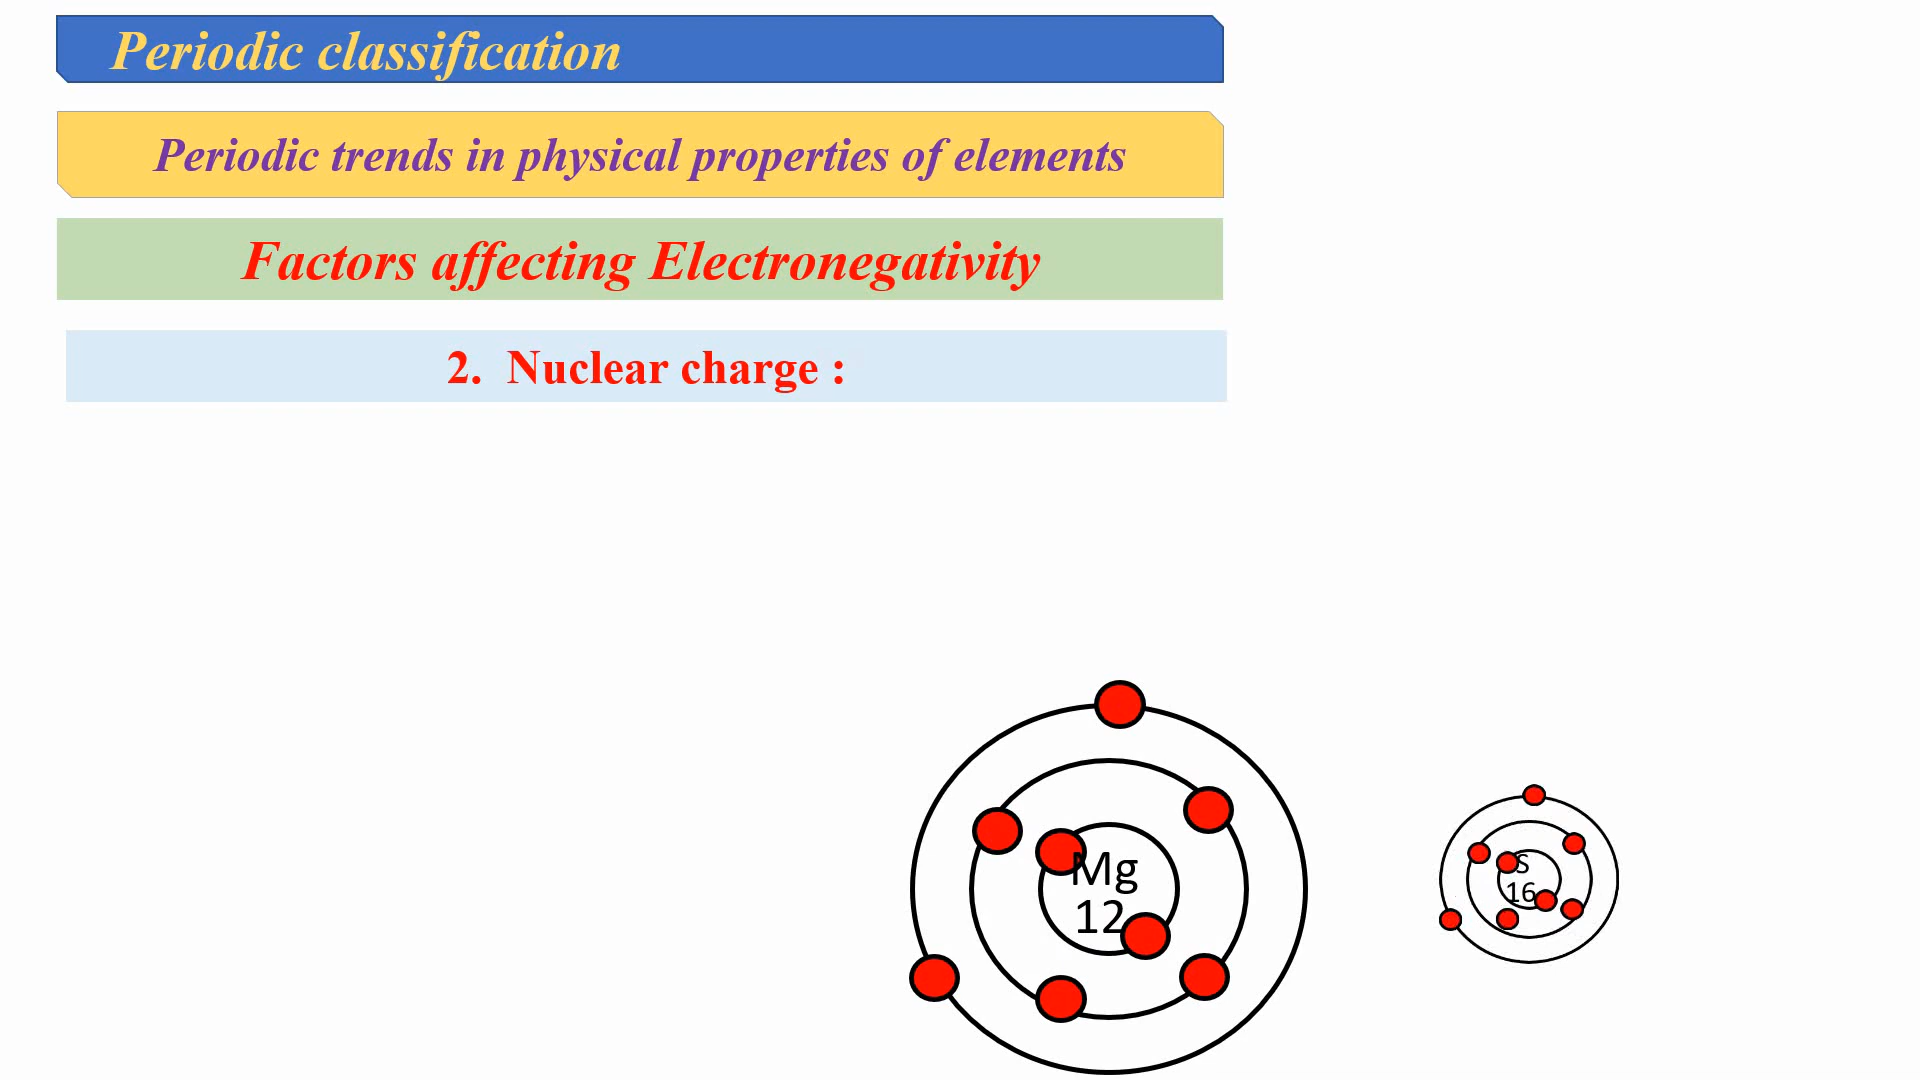 Periodic classification
Periodic trends in physical properties of elements
Factors affecting Electronegativity
2. Nuclear charge :
Mg
12
S
16